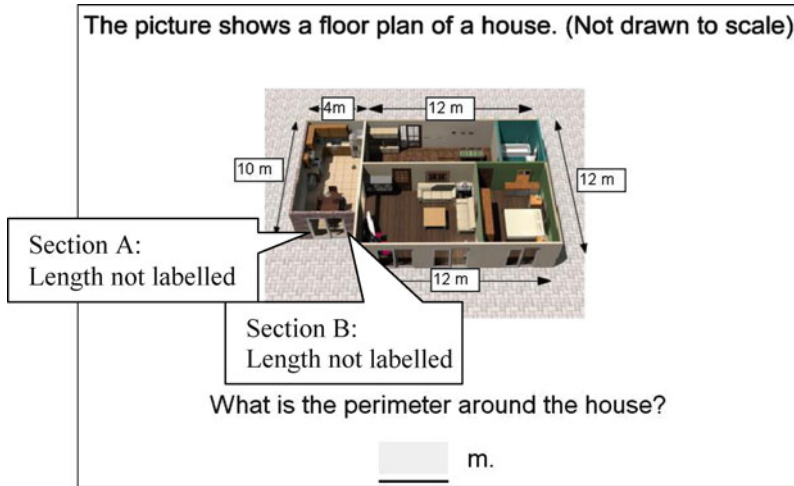 The picture shows a floor plan of a house. (Not drawn to scale)
4m
12 m
10 m
12 m
Section A:
Length not labelled
12 m
Section B:
Length not labelled
What is the perimeter around the house?
m.